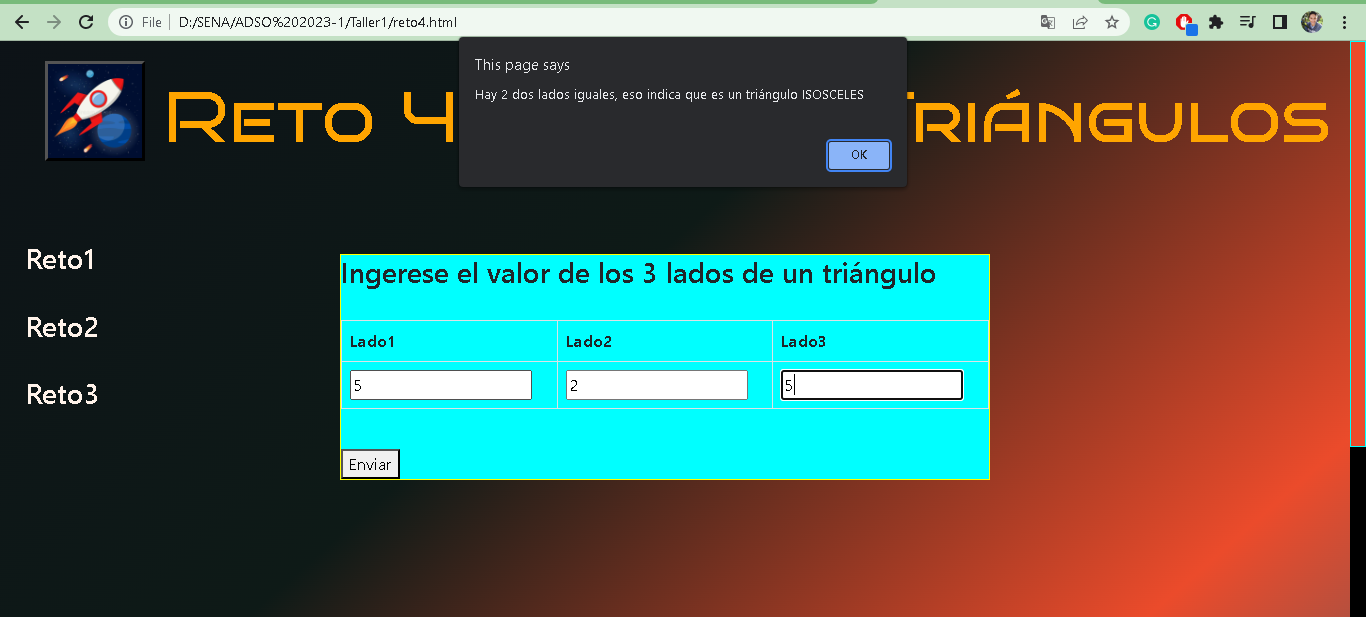 File | D:/SENA/ADSO%202023-1/Taller1/reto4.html
This page says
Hay 2 dos lados iguales, eso indica que es un triángulo ISOSCELES
OK
Reto 4 Triángulos
Reto1
Reto2
Reto3
Ingerese el valor de los 3 lados de un triángulo
Lado1 Lado2 Lado3
5 2 5
Enviar